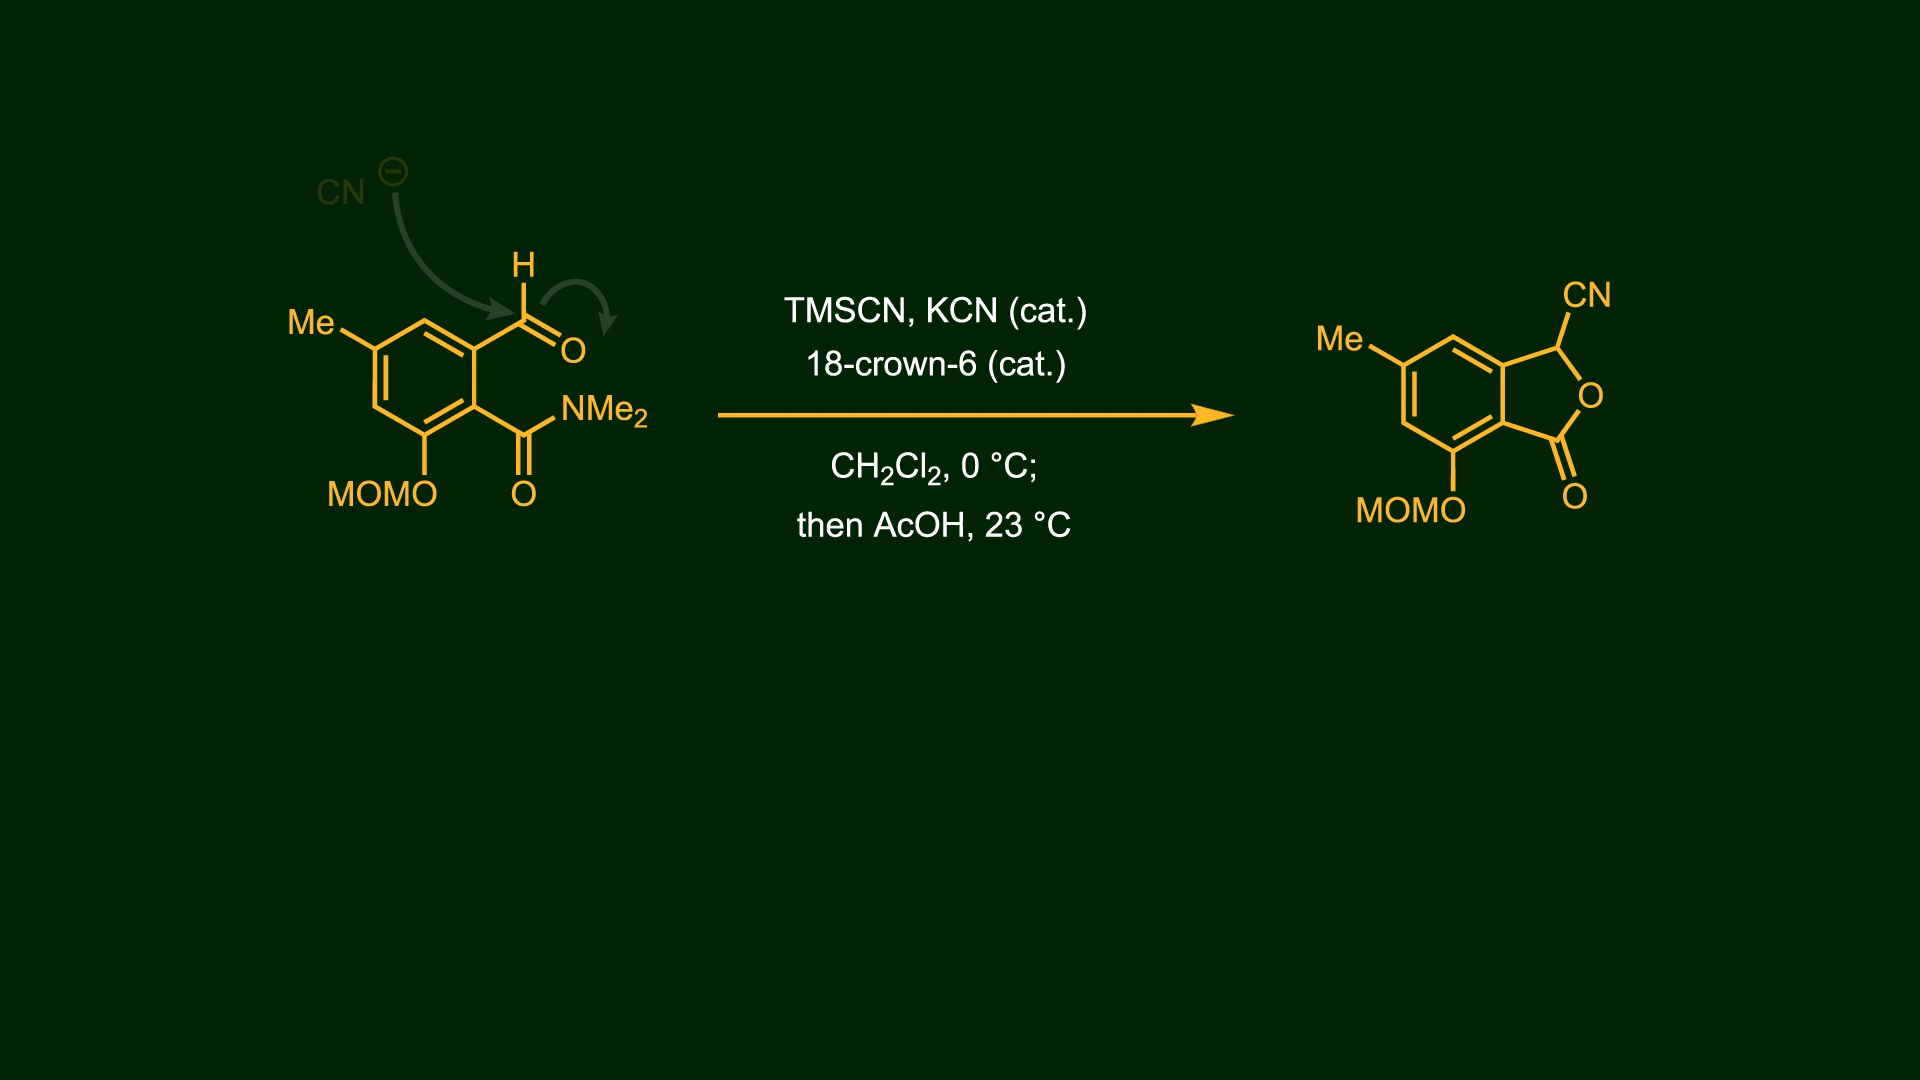 CN ⊖
H
Me
O
NMe₂
MOMO
O
TMSCN, KCN (cat.)
18-crown-6 (cat.)
CH₂Cl₂, 0 °C;
then AcOH, 23 °C
CN
Me
O
O
MOMO